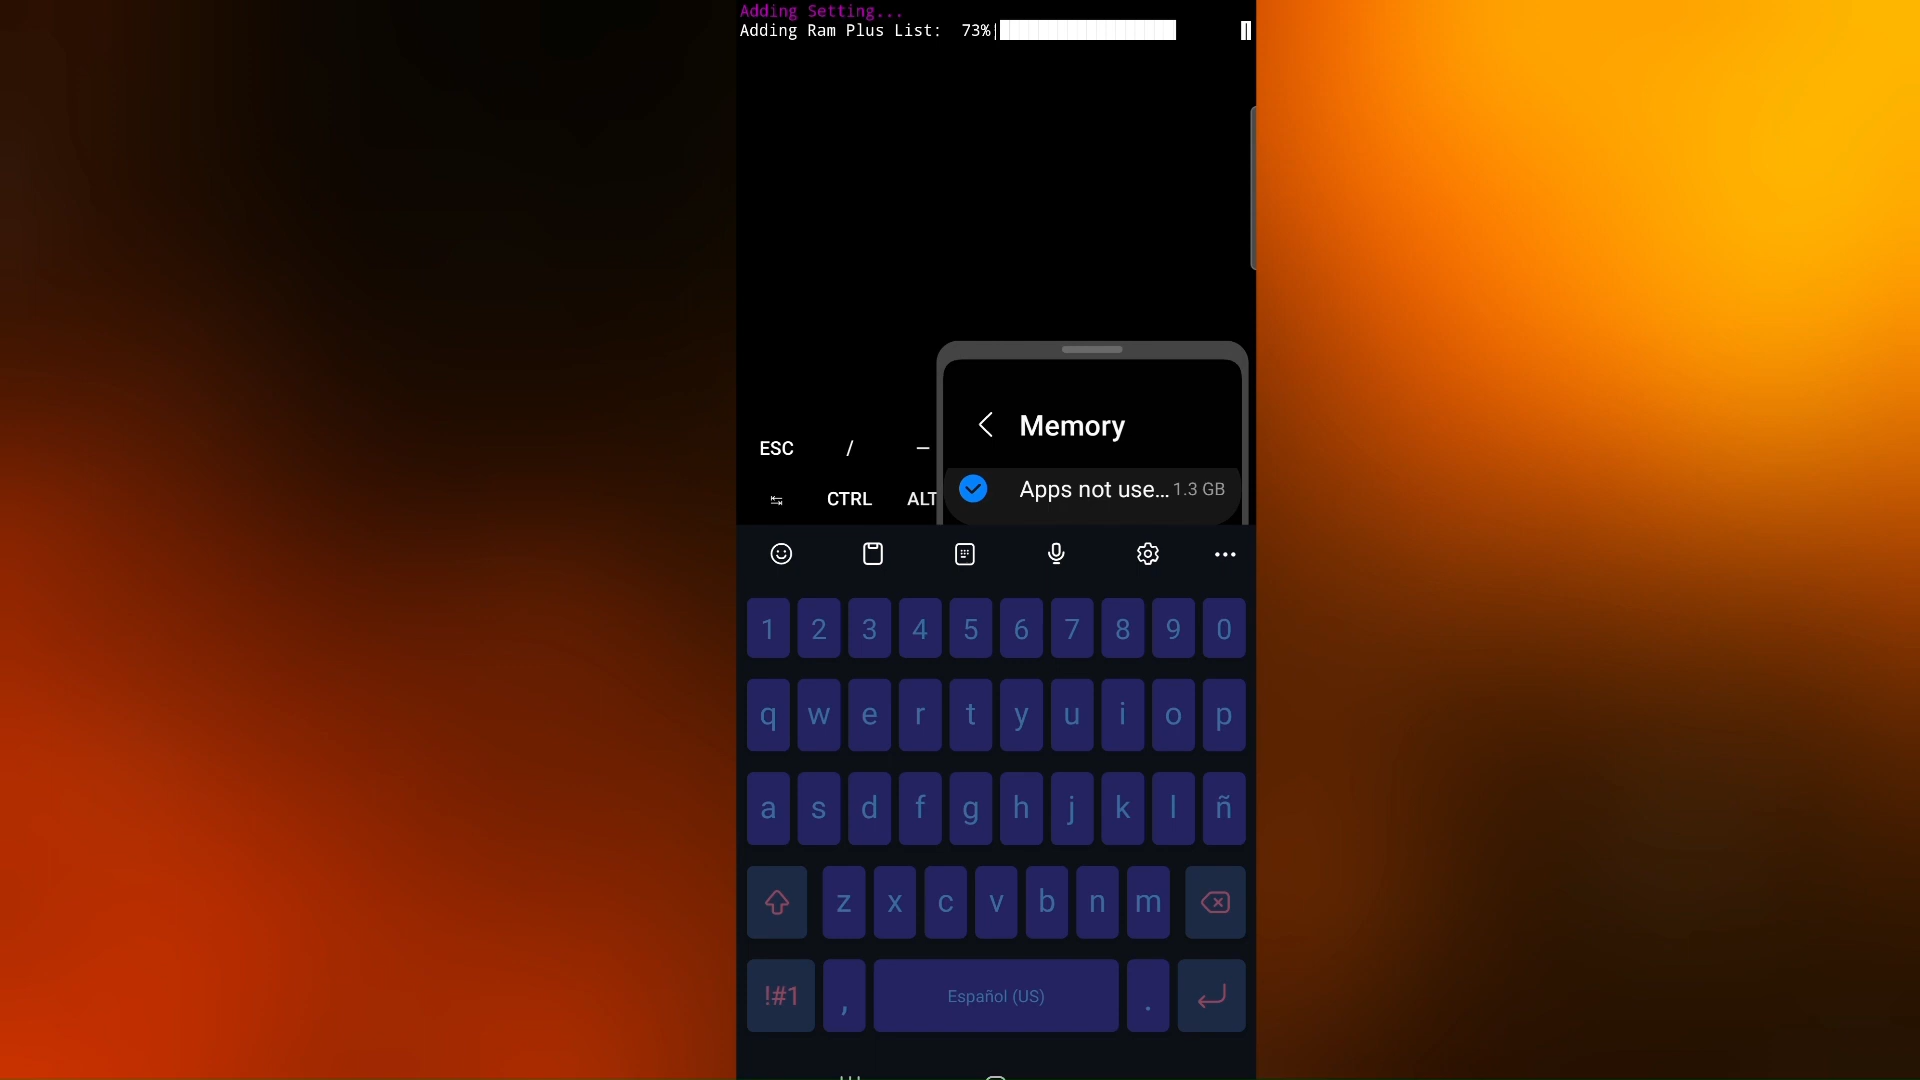 Adding Setting...
Adding Ram Plus List: 73%
Memory
ESC / —
Apps not use... 1.3 GB
CTRL ALT
1 2 3 4 5 6 7 8 9 0
q w e r t y u i o p
a s d f g h j k l ñ
z x c v b n m
!#1 , Español (US) .